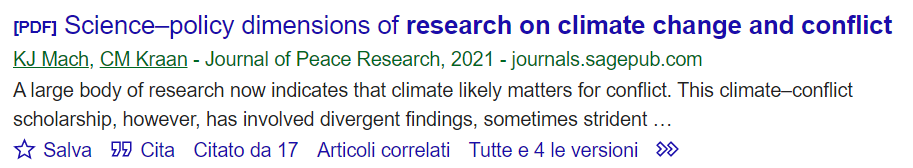 [PDF] Science–policy dimensions of research on climate change and conflict
KJ Mach, CM Kraan - Journal of Peace Research, 2021 - journals.sagepub.com
A large body of research now indicates that climate likely matters for conflict. This climate–conflict
scholarship, however, has involved divergent findings, sometimes strident …
Salva Cita Citato da 17 Articoli correlati Tutte e 4 le versioni